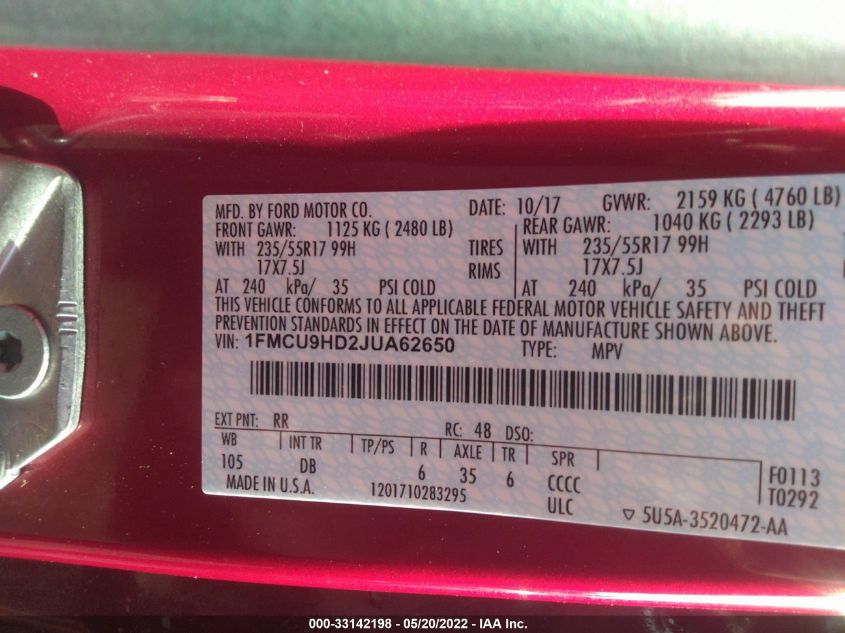 MFD. BY FORD MOTOR CO. DATE: 10/17 GVWR: 2159 KG ( 4760 LB)
FRONT GAWR: 1125 KG ( 2480 LB) REAR GAWR: 1040 KG ( 2293 LB)
WITH 235/55R17 99H TIRES WITH 235/55R17 99H
17X7.5J RIMS 17X7.5J
AT 240 kPa/ 35 PSI COLD AT 240 kPa/ 35 PSI COLD
THIS VEHICLE CONFORMS TO ALL APPLICABLE FEDERAL MOTOR VEHICLE SAFETY AND THEFT
PREVENTION STANDARDS IN EFFECT ON THE DATE OF MANUFACTURE SHOWN ABOVE.
VIN: 1FMCU9HD2JUA62650 TYPE: MPV
EXT PNT: RR RC: 48 DSO:
WB INT TR TP/PS R AXLE TR SPR
105 DB 6 35 6 CCCC F0113
MADE IN U.S.A. 1201710283295 ULC T0292
5U5A-3520472-AA
000-33142198 - 05/20/2022 - IAA Inc.